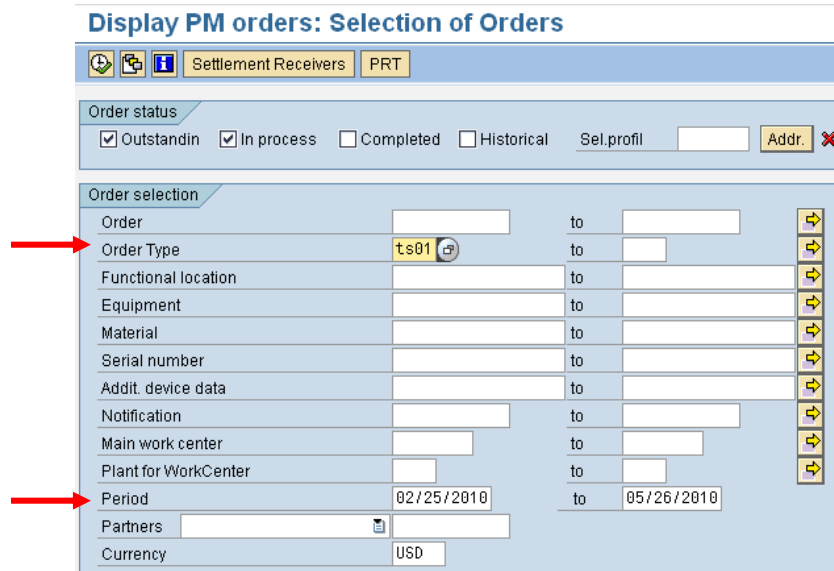 Display PM orders: Selection of Orders
Settlement Receivers PRT
Order status
Outstandin In process Completed Historical Sel.profil Addr.
Order selection
Order to
Order Type ts01 to
Functional location to
Equipment to
Material to
Serial number to
Addit. device data to
Notification to
Main work center to
Plant for WorkCenter to
Period 02/25/2010 to 05/26/2010
Partners
Currency USD